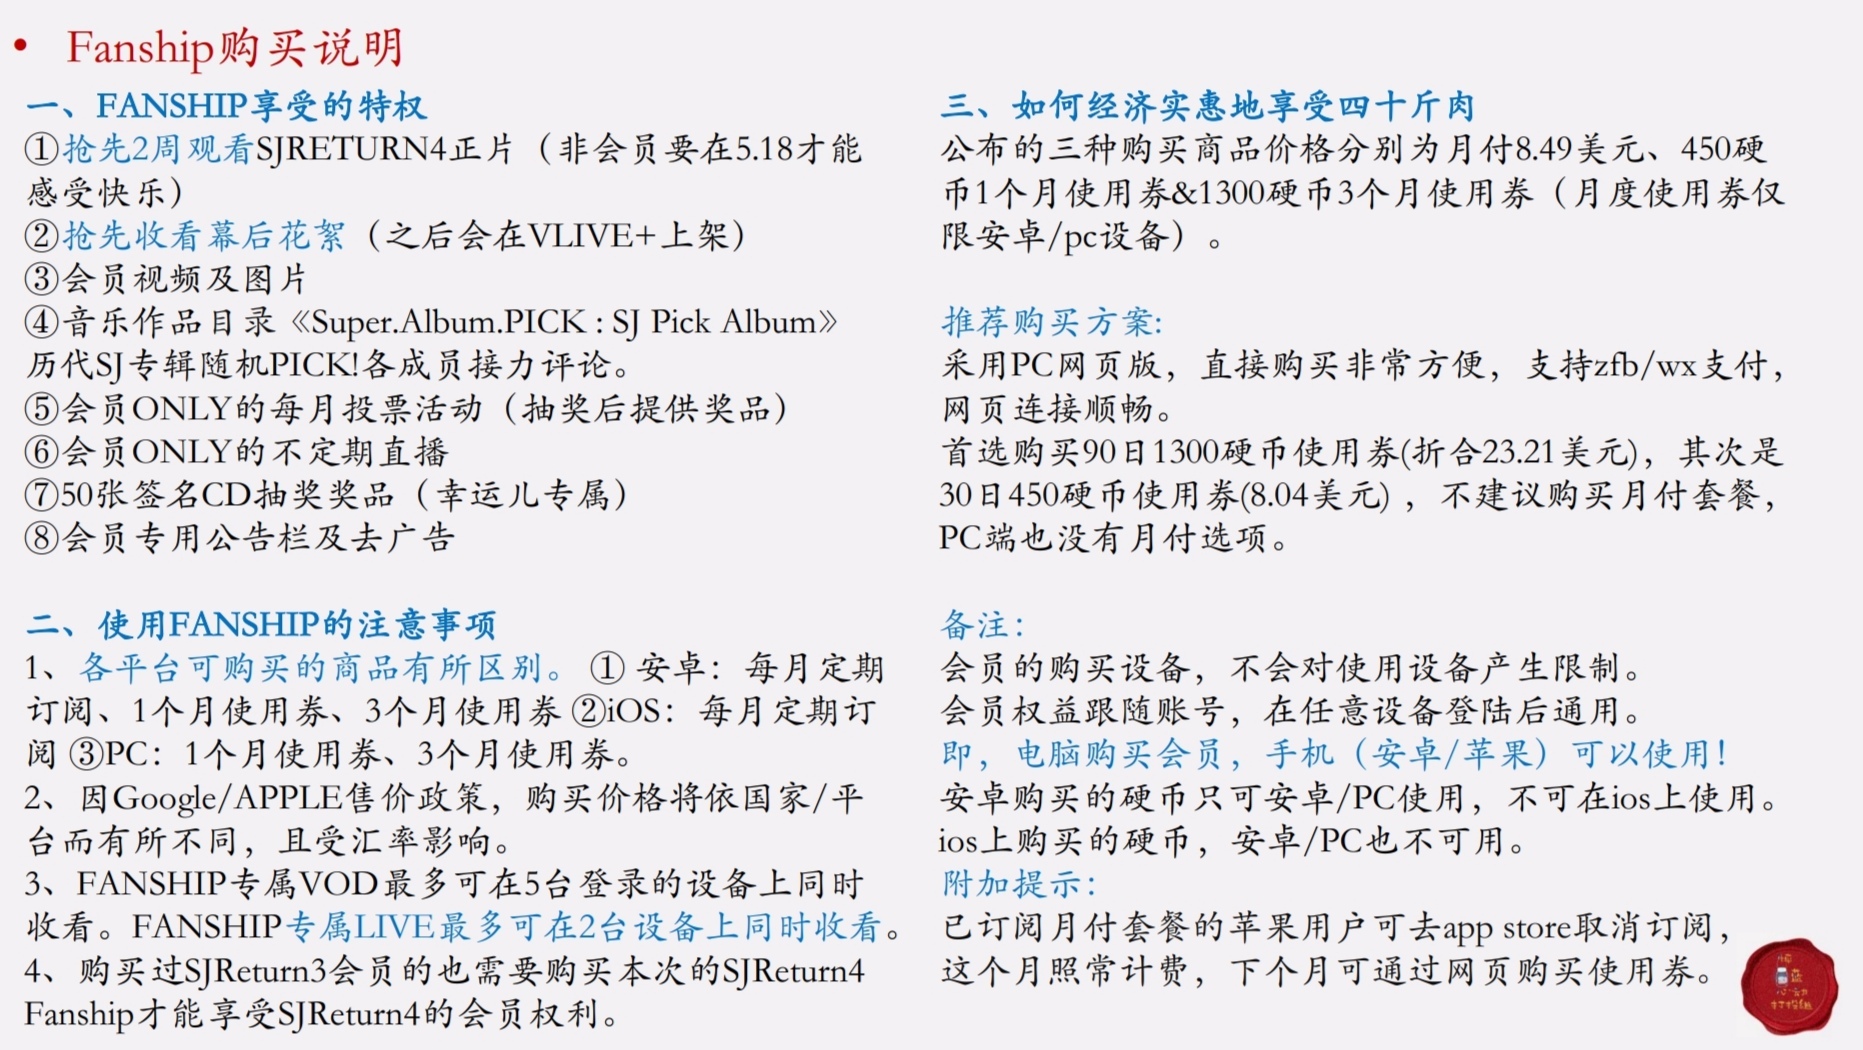 • Fanship购买说明
一、FANSHIP享受的特权
①抢先2周观看SJRETURN4正片（非会员要在5.18才能
感受快乐）
②抢先收看幕后花絮（之后会在VLIVE+上架）
③会员视频及图片
④音乐作品目录《Super.Album.PICK : SJ Pick Album》
历代SJ专辑随机PICK!各成员接力评论。
⑤会员ONLY的每月投票活动（抽奖后提供奖品）
⑥会员ONLY的不定期直播
⑦50张签名CD抽奖奖品（幸运儿专属）
⑧会员专用公告栏及去广告
二、使用FANSHIP的注意事项
1、各平台可购买的商品有所区别。 ① 安卓：每月定期
订阅、1个月使用券、3个月使用券 ②iOS：每月定期订
阅 ③PC：1个月使用券、3个月使用券。
2、因Google/APPLE售价政策，购买价格将依国家/平
台而有所不同，且受汇率影响。
3、FANSHIP专属VOD最多可在5台登录的设备上同时
收看。FANSHIP专属LIVE最多可在2台设备上同时收看。
4、购买过SJReturn3会员的也需要购买本次的SJReturn4
Fanship才能享受SJReturn4的会员权利。
三、如何经济实惠地享受四十斤肉
公布的三种购买商品价格分别为月付8.49美元、450硬
币1个月使用券&1300硬币3个月使用券（月度使用券仅
限安卓/pc设备）。
推荐购买方案:
采用PC网页版，直接购买非常方便，支持zfb/wx支付，
网页连接顺畅。
首选购买90日1300硬币使用券(折合23.21美元)，其次是
30日450硬币使用券(8.04美元) ，不建议购买月付套餐，
PC端也没有月付选项。
备注：
会员的购买设备，不会对使用设备产生限制。
会员权益跟随账号，在任意设备登陆后通用。
即，电脑购买会员，手机（安卓/苹果）可以使用！
安卓购买的硬币只可安卓/PC使用，不可在ios上使用。
ios上购买的硬币，安卓/PC也不可用。
附加提示：
已订阅月付套餐的苹果用户可去app store取消订阅，
这个月照常计费，下个月可通过网页购买使用券。